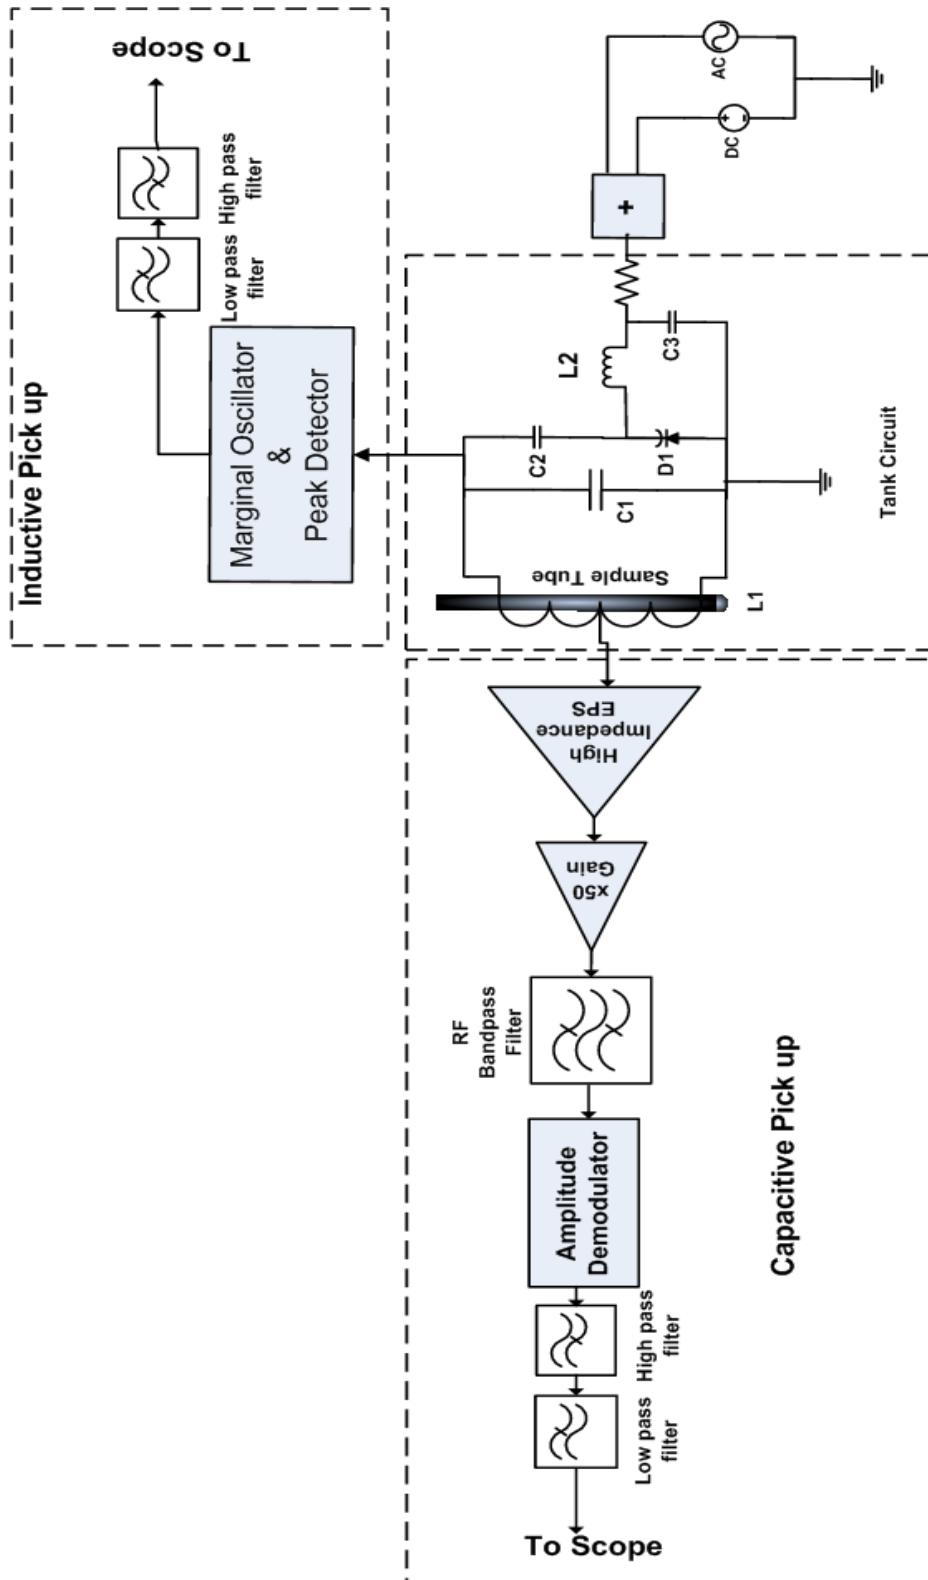 Inductive Pick up
To Scope
High pass
filter
Low pass
filter
Marginal Oscillator
&
Peak Detector
AC
DC
+
L2
C3
C2
D1
C1
Sample Tube
L1
Tank Circuit
High
Impedance
EPS
x50
Gain
RF
Bandpass
Filter
Amplitude
Demodulator
High pass
filter
Low pass
filter
To Scope
Capacitive Pick up